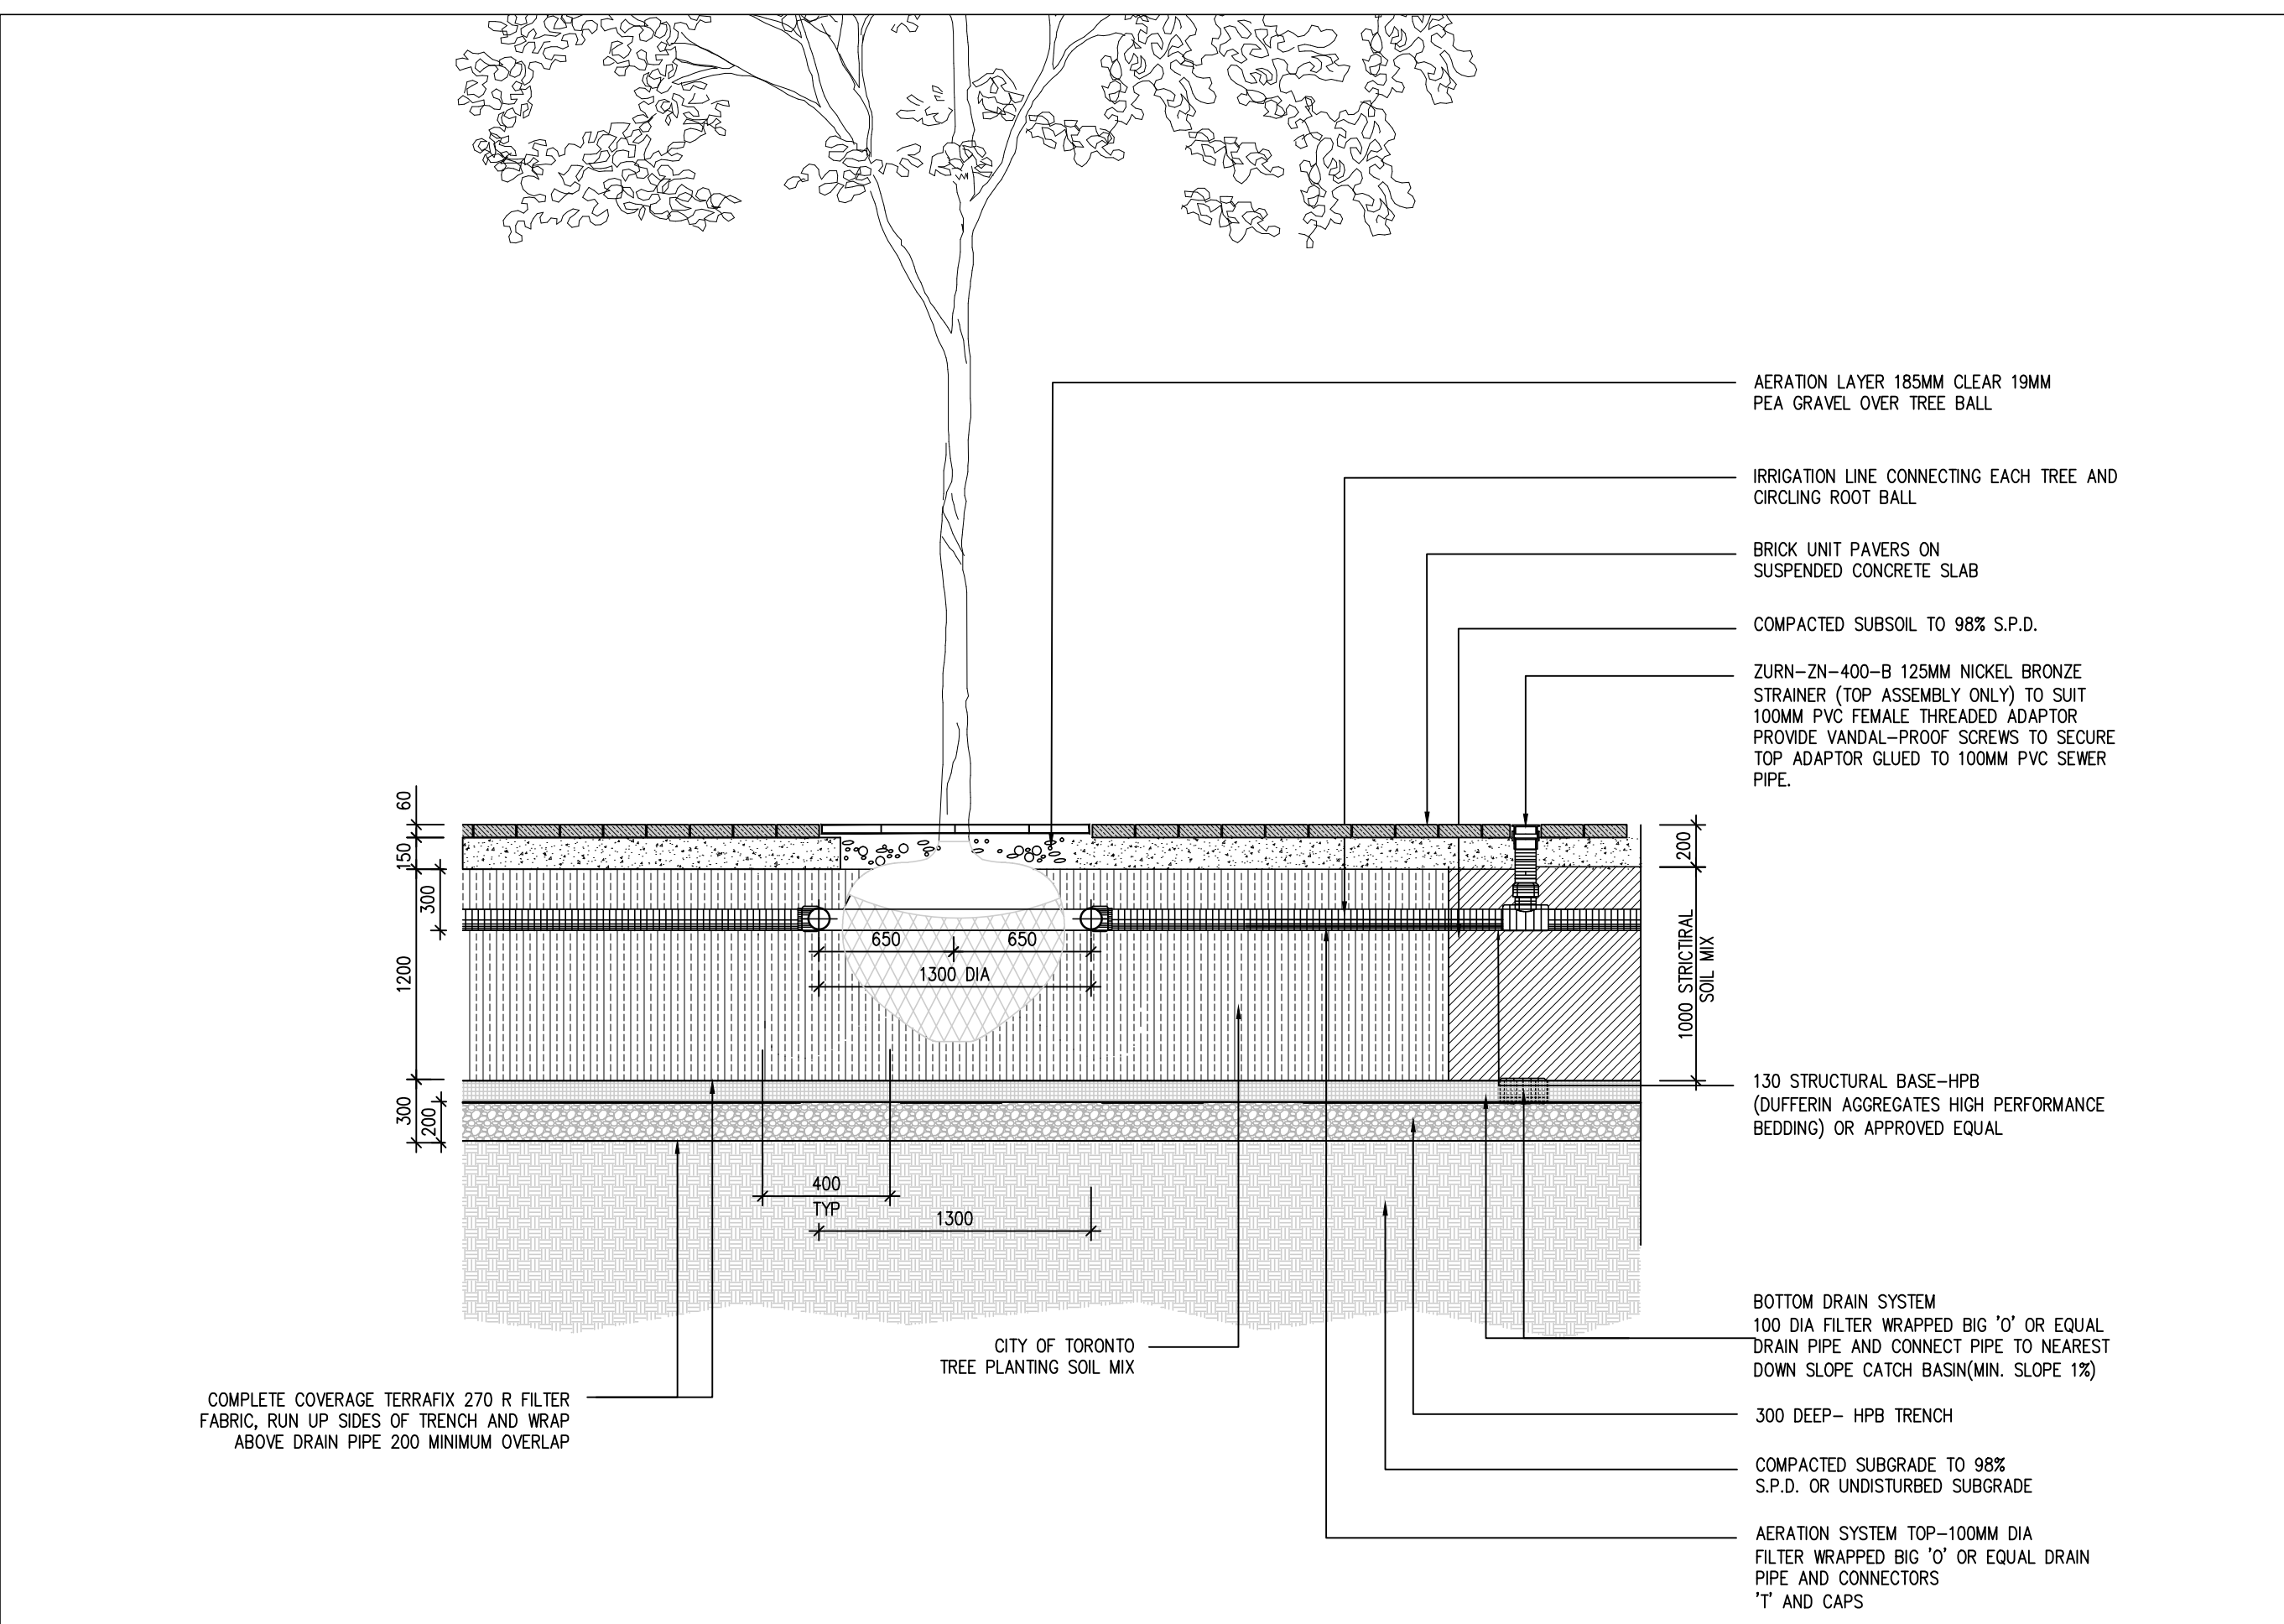 AERATION LAYER 185MM CLEAR 19MM
PEA GRAVEL OVER TREE BALL
IRRIGATION LINE CONNECTING EACH TREE AND
CIRCLING ROOT BALL
BRICK UNIT PAVERS ON
SUSPENDED CONCRETE SLAB
COMPACTED SUBSOIL TO 98% S.P.D.
ZURN-ZN-400-B 125MM NICKEL BRONZE
STRAINER (TOP ASSEMBLY ONLY) TO SUIT
100MM PVC FEMALE THREADED ADAPTOR
PROVIDE VANDAL-PROOF SCREWS TO SECURE
TOP ADAPTOR GLUED TO 100MM PVC SEWER
PIPE.
60
150
300
1200
300
200
650
650
1300 DIA
400
TYP
1300
200
1000 STRICTIRAL
SOIL MIX
130 STRUCTURAL BASE-HPB
(DUFFERIN AGGREGATES HIGH PERFORMANCE
BEDDING) OR APPROVED EQUAL
BOTTOM DRAIN SYSTEM
100 DIA FILTER WRAPPED BIG 'O' OR EQUAL
DRAIN PIPE AND CONNECT PIPE TO NEAREST
DOWN SLOPE CATCH BASIN(MIN. SLOPE 1%)
CITY OF TORONTO
TREE PLANTING SOIL MIX
COMPLETE COVERAGE TERRAFIX 270 R FILTER
FABRIC, RUN UP SIDES OF TRENCH AND WRAP
ABOVE DRAIN PIPE 200 MINIMUM OVERLAP
300 DEEP- HPB TRENCH
COMPACTED SUBGRADE TO 98%
S.P.D. OR UNDISTURBED SUBGRADE
AERATION SYSTEM TOP-100MM DIA
FILTER WRAPPED BIG 'O' OR EQUAL DRAIN
PIPE AND CONNECTORS
'T' AND CAPS